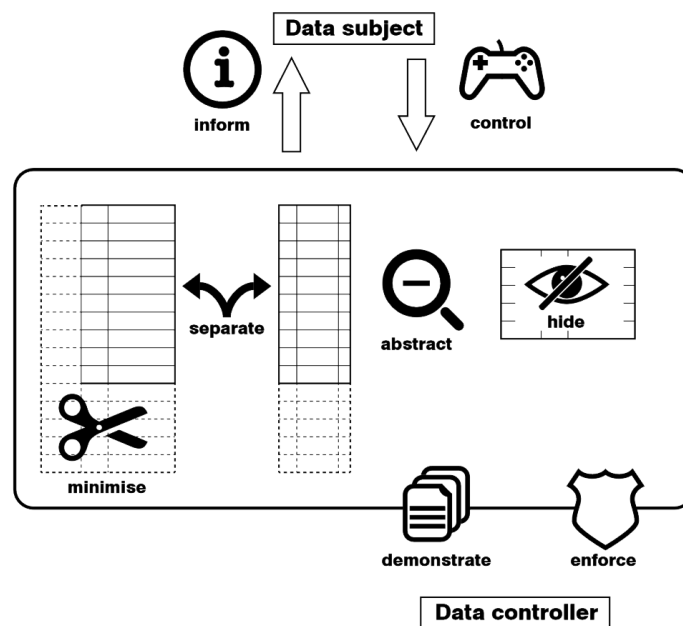 Data subject
inform
control
separate
abstract
hide
minimise
demonstrate
enforce
Data controller